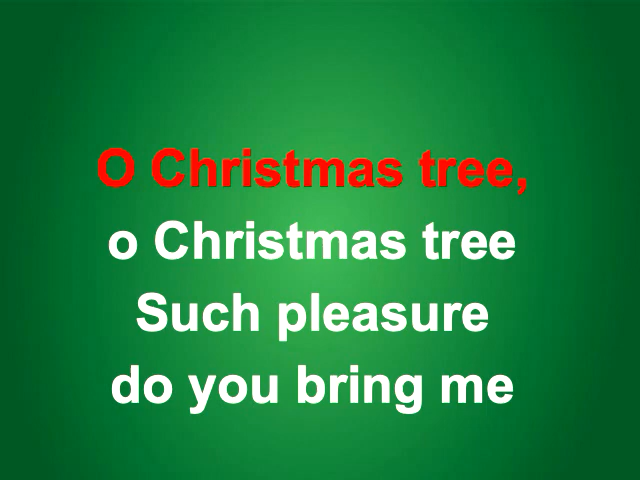 O Christmas tree,
o Christmas tree
Such pleasure
do you bring me